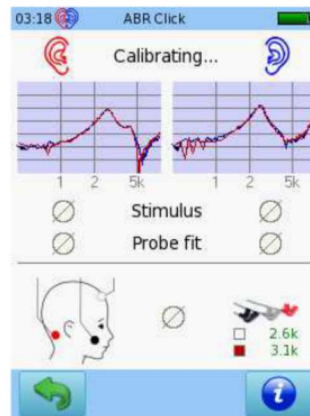 03:18 ABR Click
Calibrating...
1 2 5k 1 2 5k
Stimulus
Probe fit
2.6k
3.1k
i